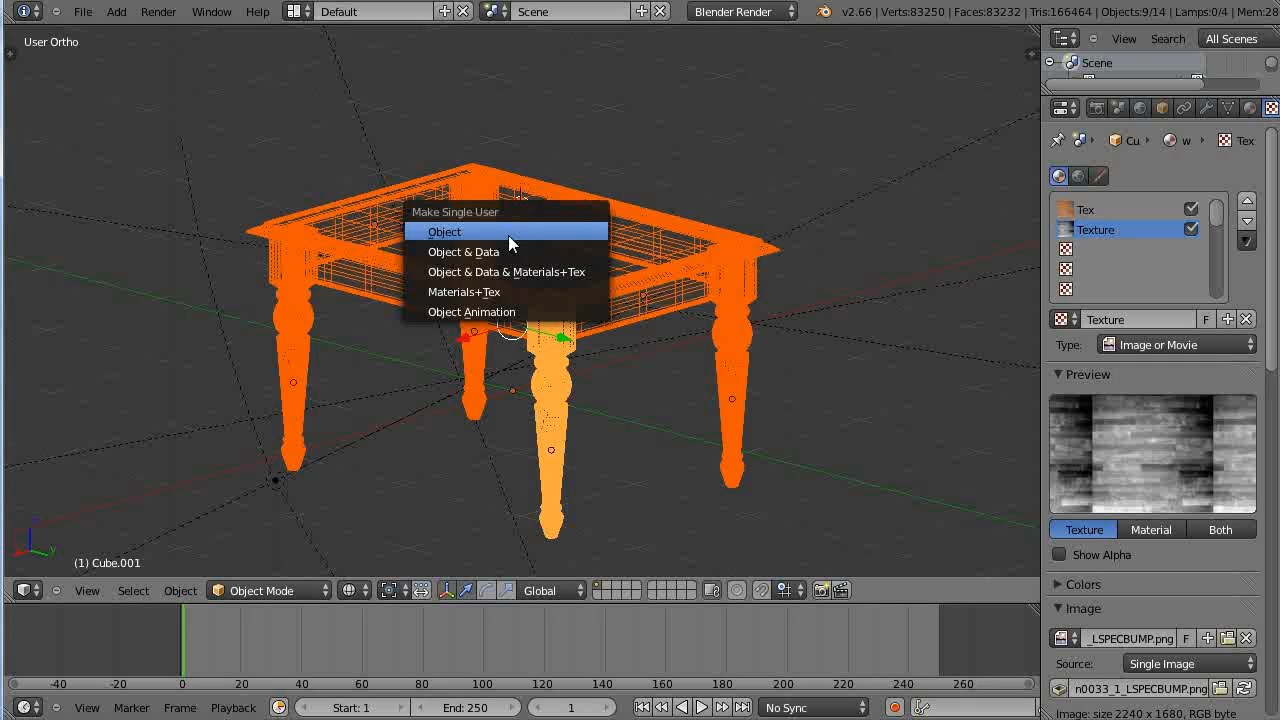 File Add Render Window Help Default Scene Blender Render v2.66 | Verts:83250 | Faces:83232 | Tris:166464 | Objects:9/14 | Lamps:0/4 | Mem:28
User Ortho
View Search All Scenes
Scene
Cu w Tex
Make Single User
Object
Object & Data
Object & Data & Materials+Tex
Materials+Tex
Object Animation
Tex
Texture
Texture F
Type: Image or Movie
Preview
Texture Material Both
Show Alpha
Colors
Image
_LSPECBUMP.png F
Source: Single Image
n0033_1_LSPECBUMP.png
Image: size 2240 x 1680, RGB byte
(1) Cube.001
View Select Object Object Mode Global
-40 -20 0 20 40 60 80 100 120 140 160 180 200 220 240 260
View Marker Frame Playback Start: 1 End: 250 1 No Sync